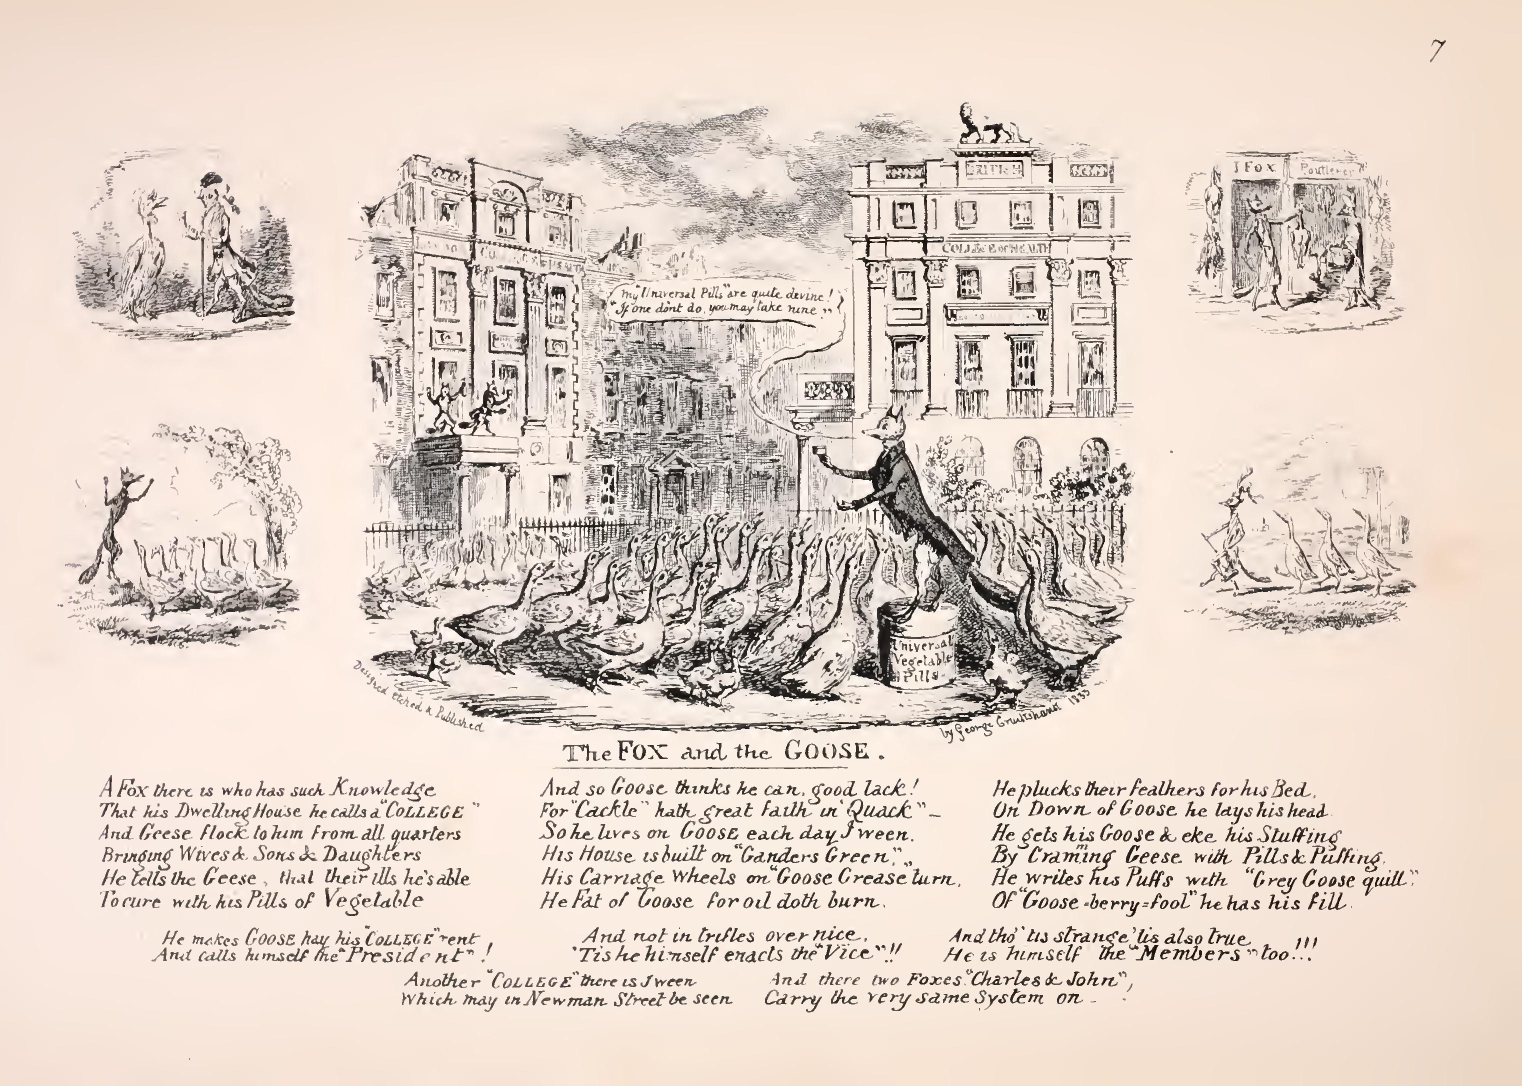 7
J FOX Poulterer
BRITISH
COLLEGE OF HEALTH
COLLEGE OF HEALTH
my "Universal Pills" are quite devine!
"If one dont do, you may take nine"
Universal
Vegetable
Pills
Designed etched & Published
by George Cruikshank 1833
The FOX and the GOOSE.
A Fox there is who has such Knowledge
That his Dwelling House he calls a "COLLEGE"
And Geese flock to him from all quarters
Bringing Wives & Sons & Daughters
He tells the Geese, that their ills he's able
To cure with his Pills of Vegetable
And so Goose thinks he can, good lack!
For "Cackle" hath great faith in "Quack" –
So he lives on GOOSE each day I ween.
His House is built on "Ganders Green",,
His Carriage Wheels on "Goose Grease turn,
He Fat of Goose for oil doth burn.
He plucks their feathers for his Bed,
On Down of Goose he lays his head
He gets his Goose & eke his Stuffing
By Craming Geese with Pills & Puffing,
He writes his Puffs with "Grey Goose quill",
Of "Goose-berry=fool" he has his fill.
He makes GOOSE pay his "COLLEGE" rent
And calls himself the "President"!
And not in trifles over nice,
'Tis he himself enacts the "Vice"!!
And tho' 'tis strange 'tis also true
He is himself the "Members" too!!!
Another "COLLEGE" there is I ween
Which may in Newman Street be seen
And there two Foxes "Charles & John",
Carry the very same System on –